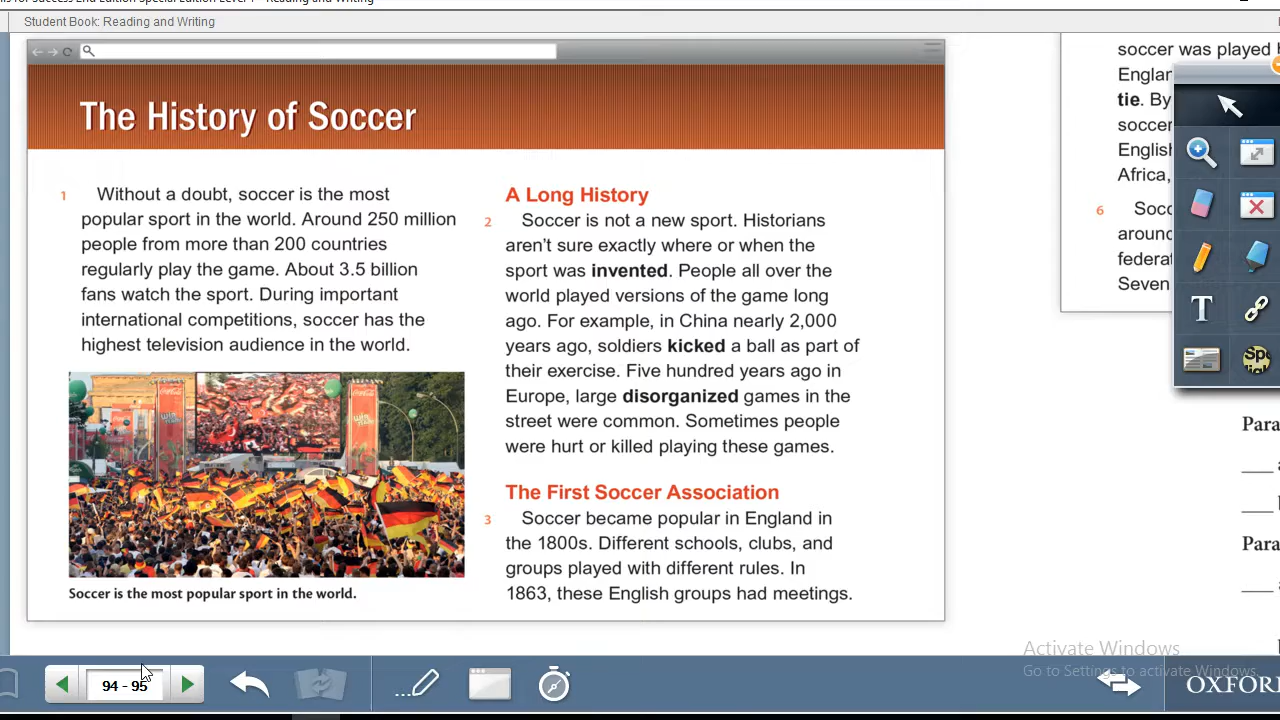 Student Book: Reading and Writing
The History of Soccer
1 Without a doubt, soccer is the most
popular sport in the world. Around 250 million
people from more than 200 countries
regularly play the game. About 3.5 billion
fans watch the sport. During important
international competitions, soccer has the
highest television audience in the world.
Soccer is the most popular sport in the world.
A Long History
2 Soccer is not a new sport. Historians
aren't sure exactly where or when the
sport was invented. People all over the
world played versions of the game long
ago. For example, in China nearly 2,000
years ago, soldiers kicked a ball as part of
their exercise. Five hundred years ago in
Europe, large disorganized games in the
street were common. Sometimes people
were hurt or killed playing these games.
The First Soccer Association
3 Soccer became popular in England in
the 1800s. Different schools, clubs, and
groups played with different rules. In
1863, these English groups had meetings.
soccer was played
tie. By
soccer
English
Africa,
6
around
Seven
T
Activate Windows
Go to Settings to activate Windows.
94 - 95